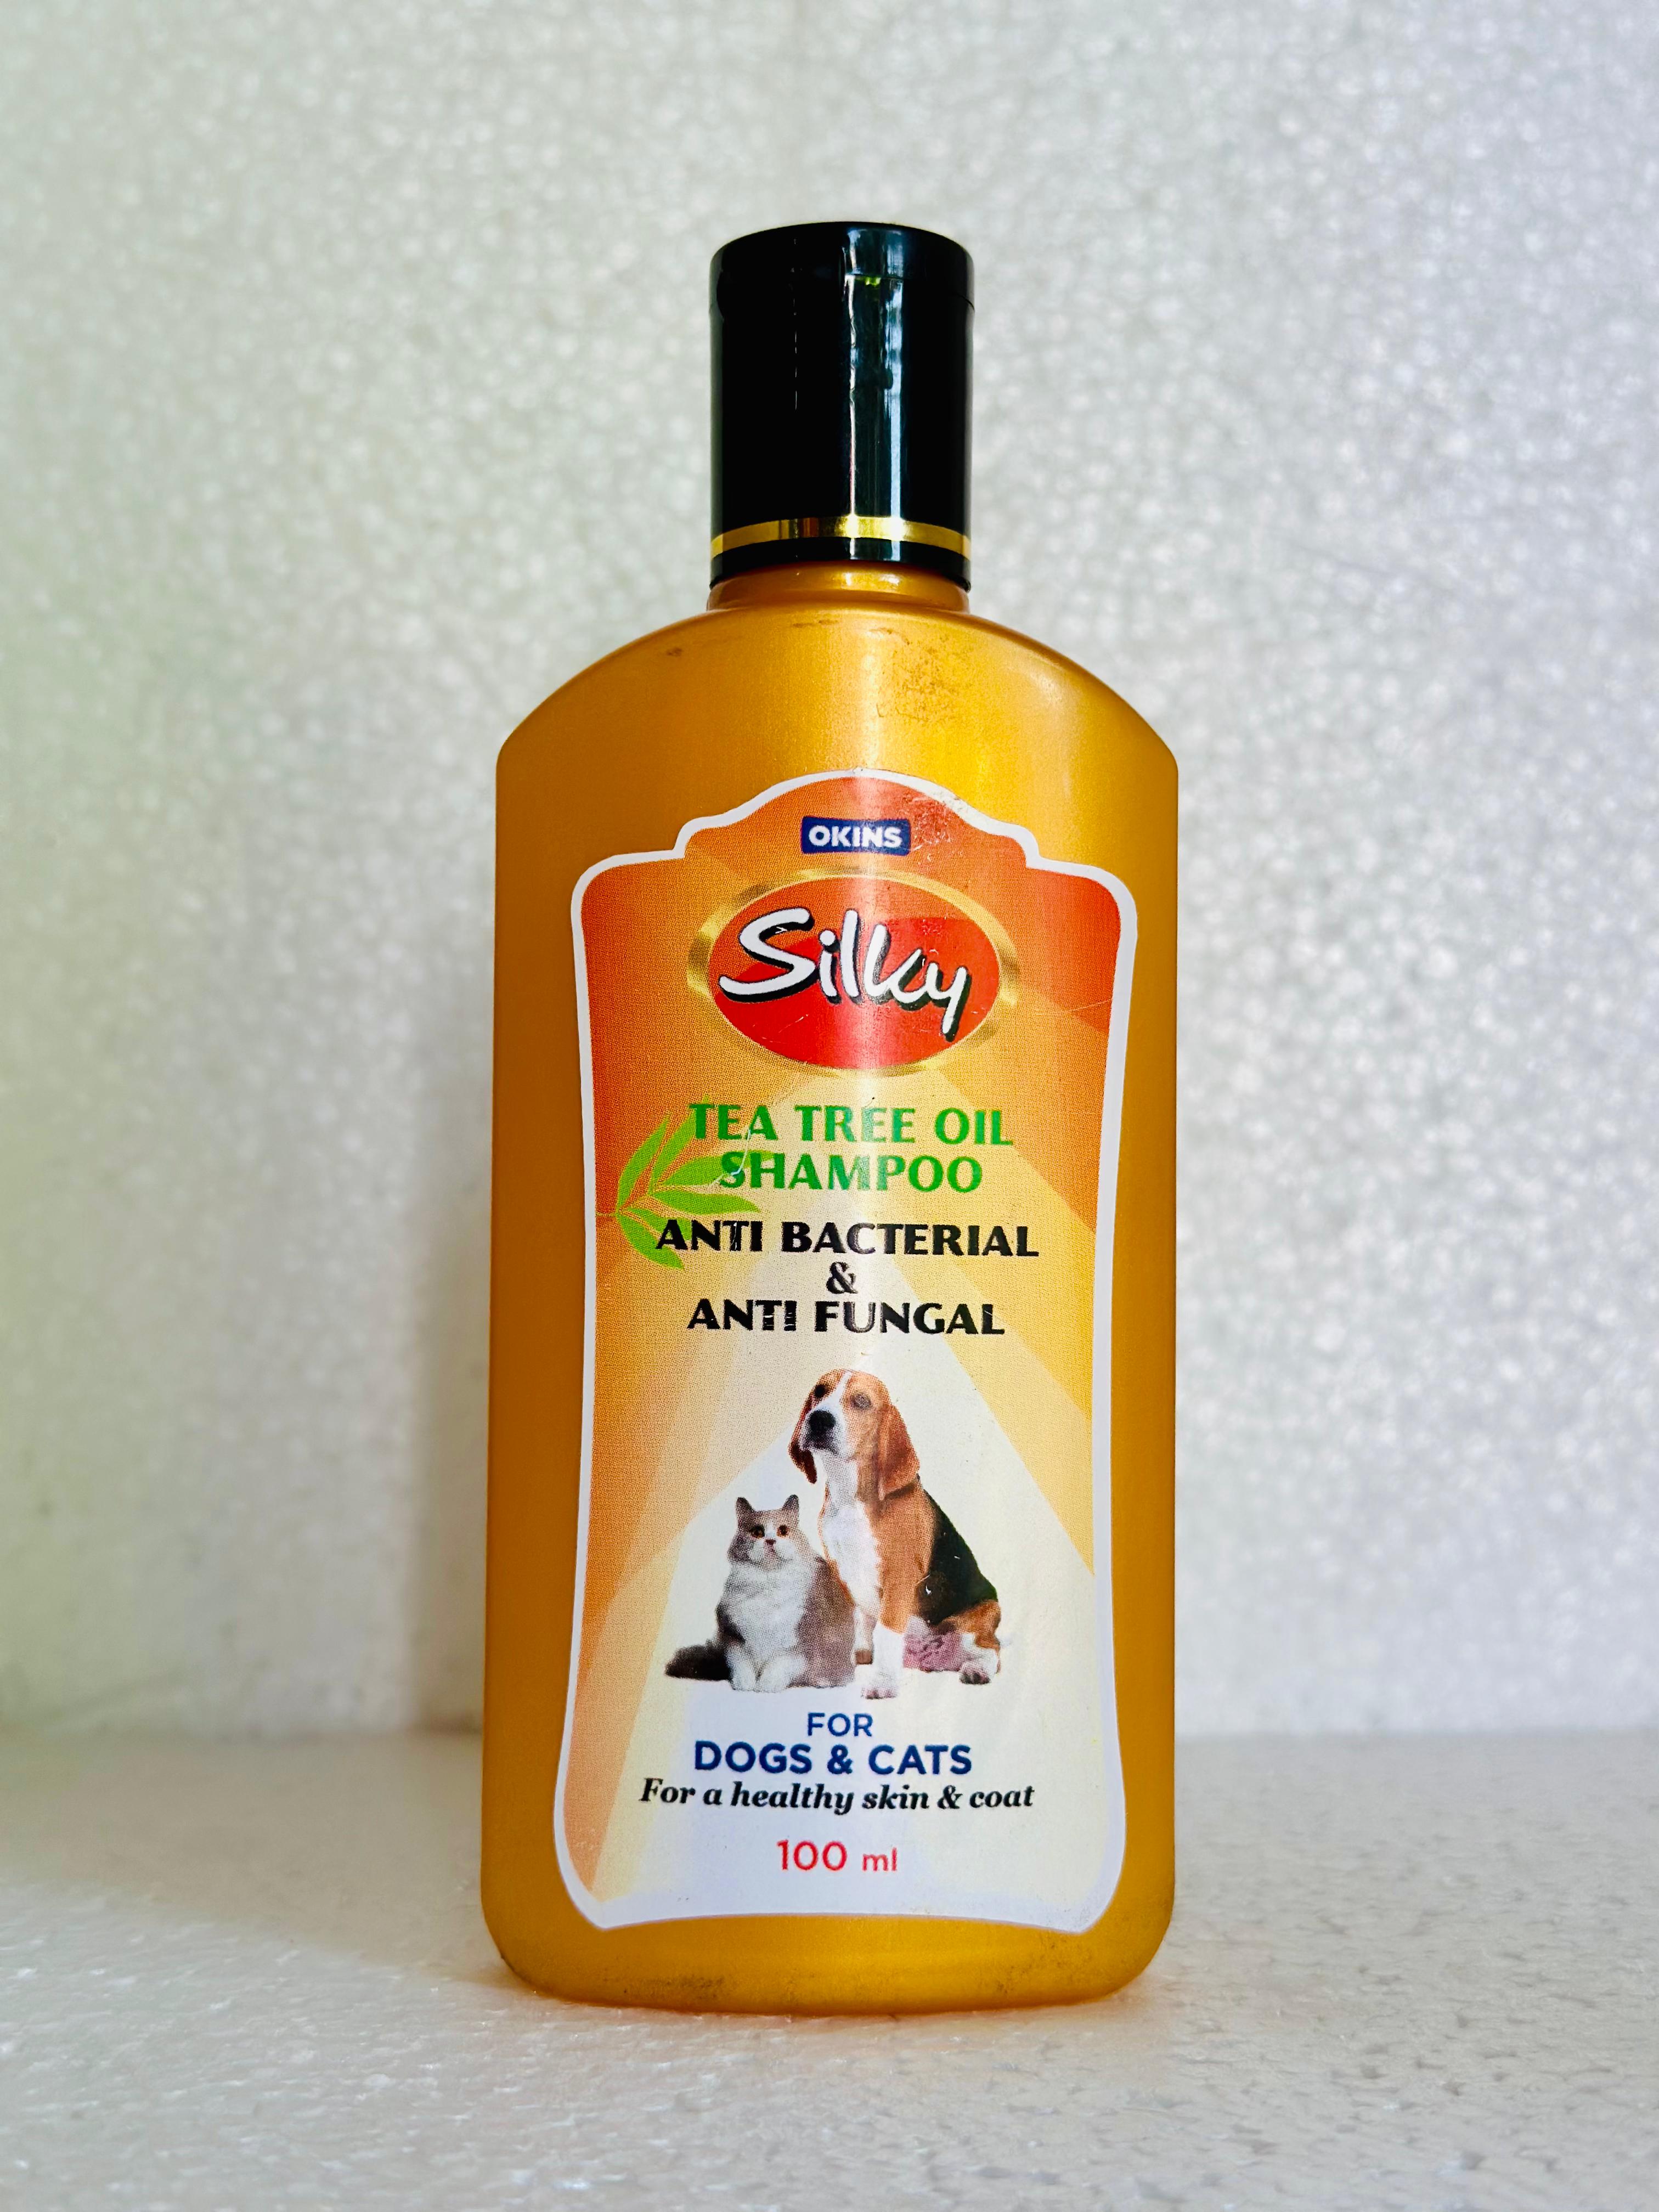 OKINS
Silky
TEA TREE OIL
SHAMPOO
ANTI BACTERIAL
&
ANTI FUNGAL
FOR
DOGS & CATS
For a healthy skin & coat
100 ml